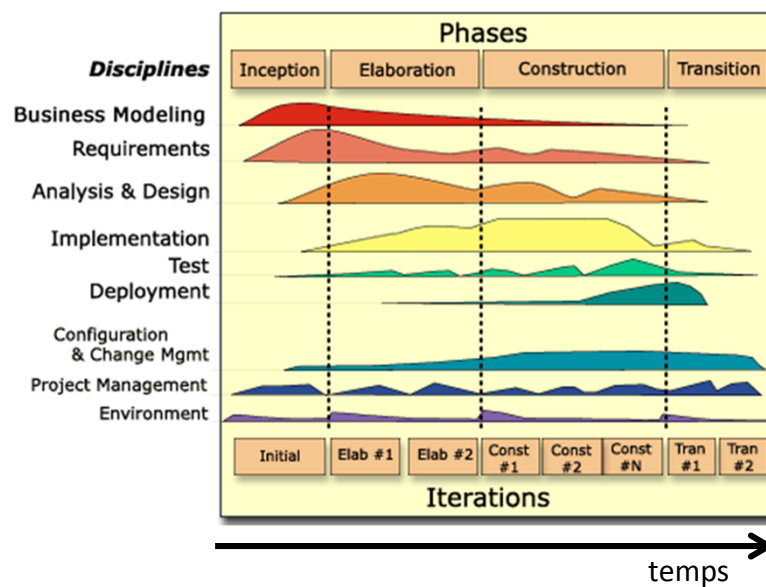 Phases
Disciplines Inception Elaboration Construction Transition
Business Modeling
Requirements
Analysis & Design
Implementation
Test
Deployment
Configuration
& Change Mgmt
Project Management
Environment
Initial Elab #1 Elab #2 Const #1 Const #2 Const #N Tran #1 Tran #2
Iterations
temps